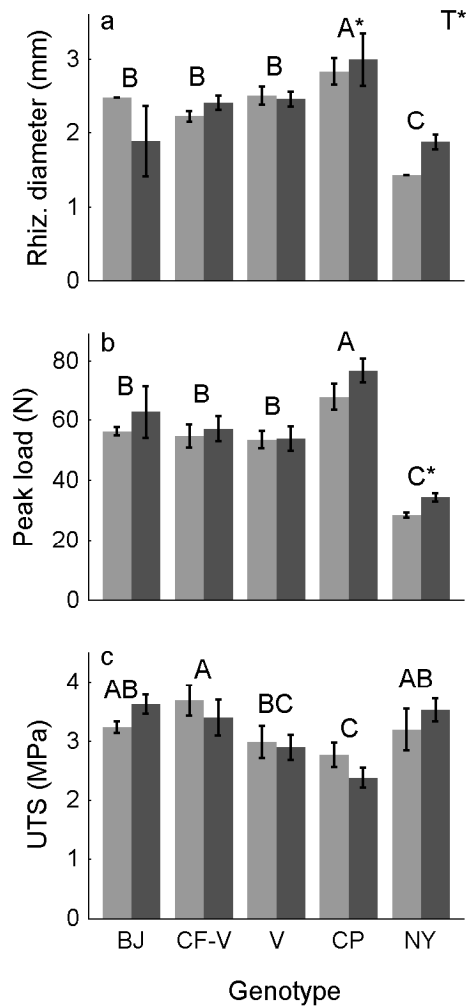 a
T*
A*
B
B
B
C
3
2
1
0
Rhiz. diameter (mm)
b
A
B
B
B
C*
80
60
40
20
0
Peak load (N)
c
A
AB
AB
BC
C
4
3
2
1
0
UTS (MPa)
BJ CF-V V CP NY
Genotype